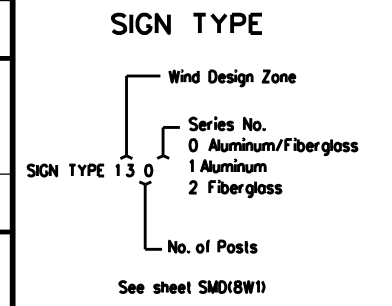 SIGN TYPE
Wind Design Zone
Series No.
0 Aluminum/Fiberglass
1 Aluminum
2 Fiberglass
SIGN TYPE 1 3 0
No. of Posts
See sheet SMD(8W1)